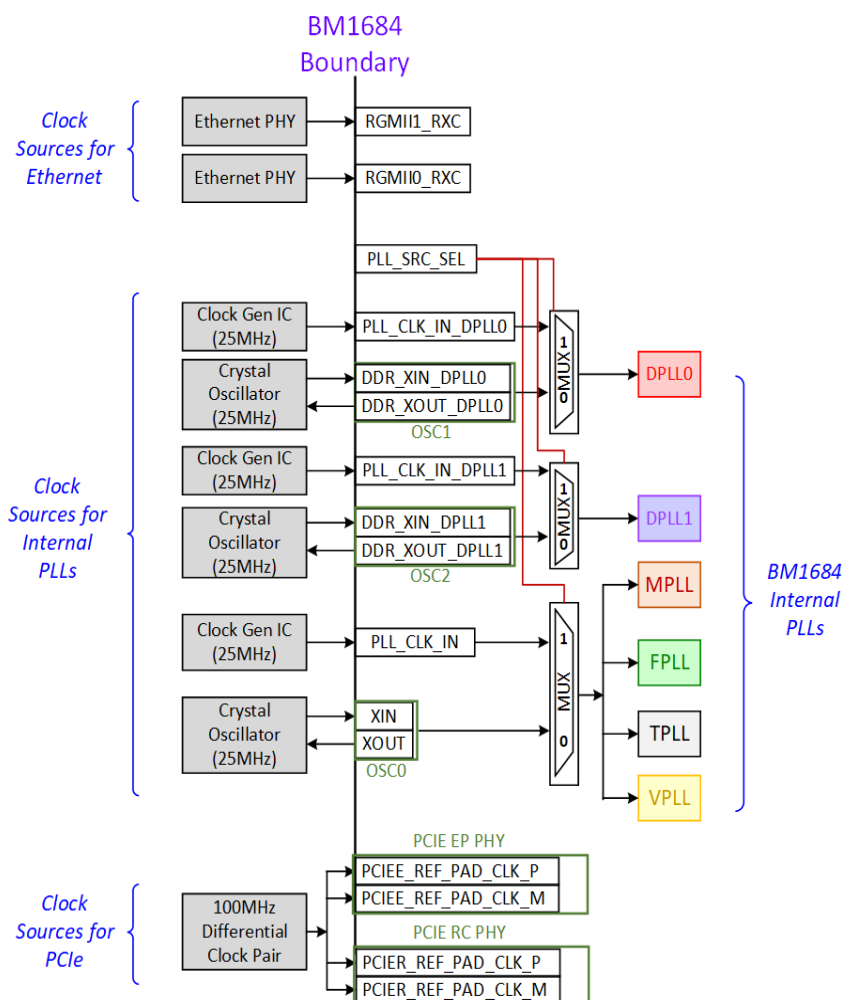 BM1684
Boundary
Clock
Sources for
Ethernet
Ethernet PHY
RGMII1_RXC
Ethernet PHY
RGMII0_RXC
PLL_SRC_SEL
Clock
Sources for
Internal
PLLs
Clock Gen IC
(25MHz)
PLL_CLK_IN_DPLL0
Crystal
Oscillator
(25MHz)
DDR_XIN_DPLL0
DDR_XOUT_DPLL0
OSC1
1
MUX
0
DPLL0
Clock Gen IC
(25MHz)
PLL_CLK_IN_DPLL1
Crystal
Oscillator
(25MHz)
DDR_XIN_DPLL1
DDR_XOUT_DPLL1
OSC2
1
MUX
0
DPLL1
Clock Gen IC
(25MHz)
PLL_CLK_IN
Crystal
Oscillator
(25MHz)
XIN
XOUT
OSC0
1
MUX
0
MPLL
FPLL
TPLL
VPLL
BM1684
Internal
PLLs
Clock
Sources for
PCIe
100MHz
Differential
Clock Pair
PCIE EP PHY
PCIEE_REF_PAD_CLK_P
PCIEE_REF_PAD_CLK_M
PCIE RC PHY
PCIER_REF_PAD_CLK_P
PCIER_REF_PAD_CLK_M